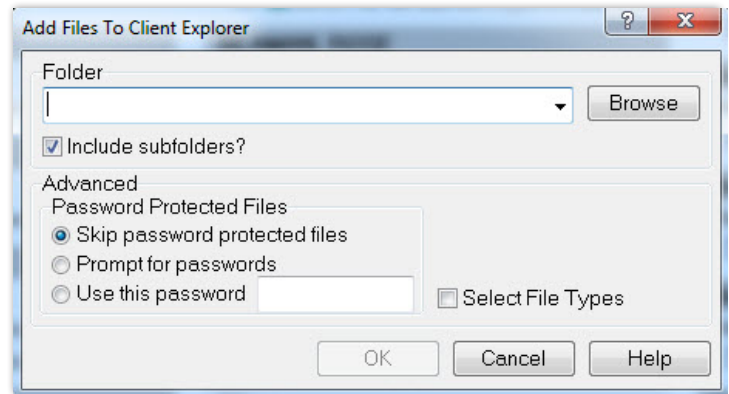 Add Files To Client Explorer
?
Folder
Browse
Include subfolders?
Advanced
Password Protected Files
Skip password protected files
Prompt for passwords
Use this password
Select File Types
OK
Cancel
Help